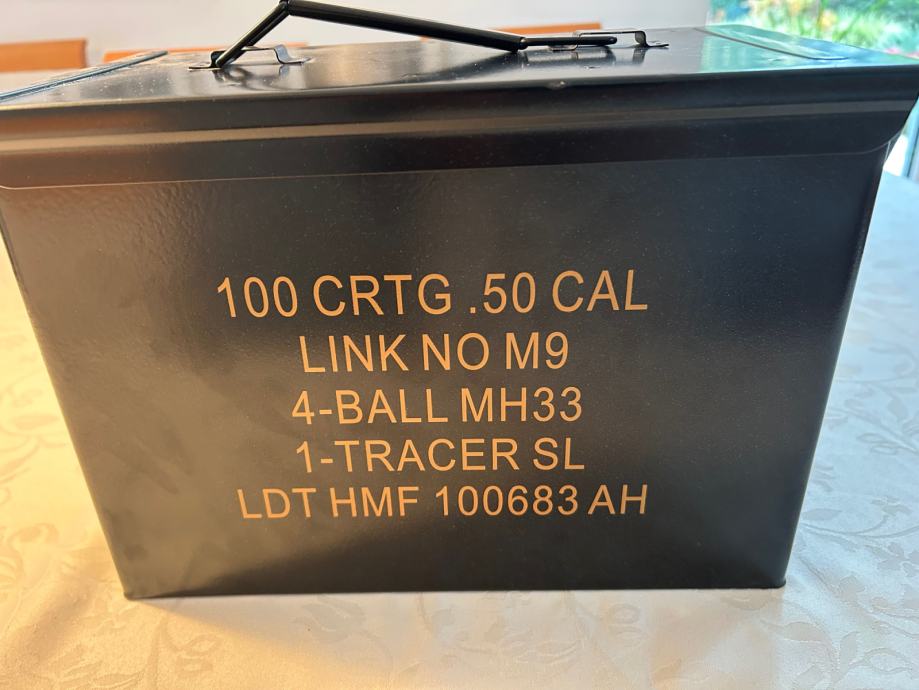 100 CRTG .50 CAL
LINK NO M9
4-BALL MH33
1-TRACER SL
LDT HMF 100683 AH